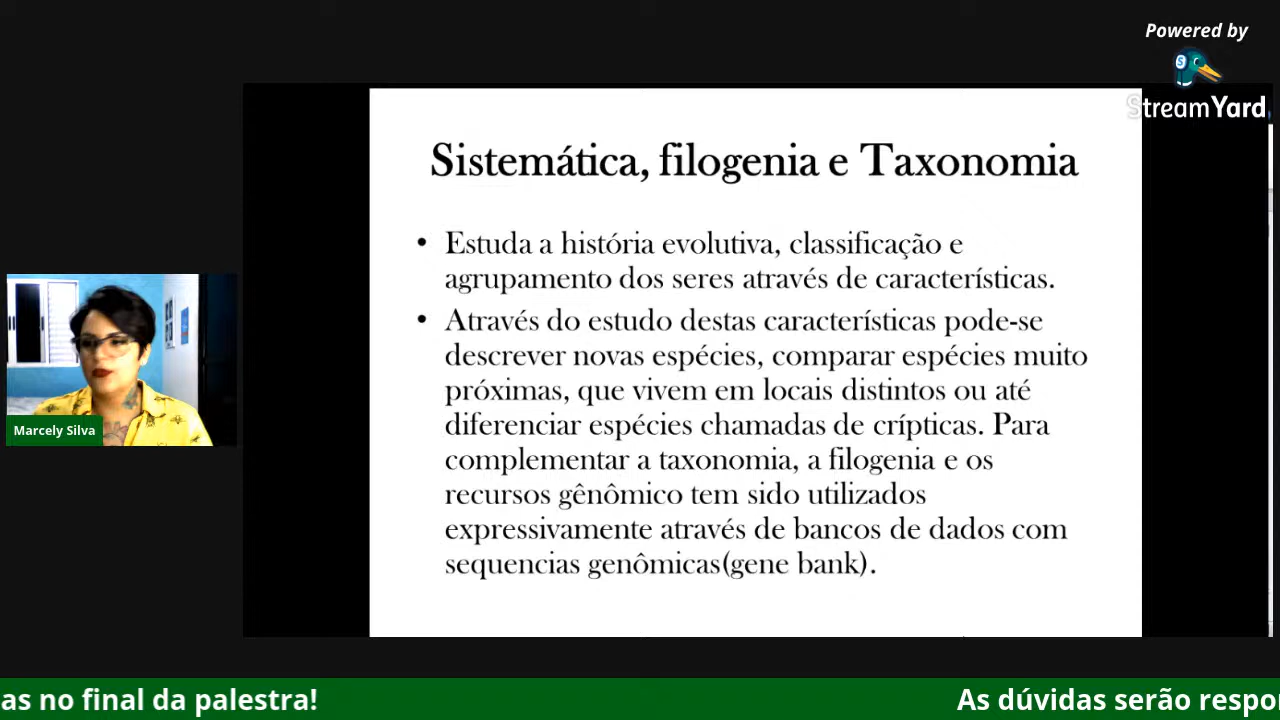 Powered by
StreamYard
Sistemática, filogenia e Taxonomia
• Estuda a história evolutiva, classificação e
agrupamento dos seres através de características.
• Através do estudo destas características pode-se
descrever novas espécies, comparar espécies muito
próximas, que vivem em locais distintos ou até
diferenciar espécies chamadas de crípticas. Para
complementar a taxonomia, a filogenia e os
recursos gênômico tem sido utilizados
expressivamente através de bancos de dados com
sequencias genômicas(gene bank).
Marcely Silva
as no final da palestra!
As dúvidas serão respo